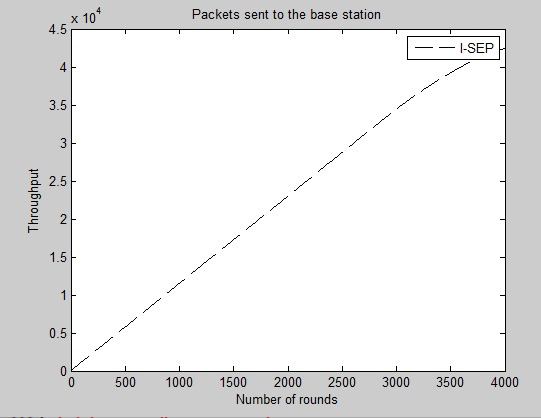 Packets sent to the base station
x 10^4
4.5
4
3.5
3
2.5
2
1.5
1
0.5
0
Throughput
I-SEP
0 500 1000 1500 2000 2500 3000 3500 4000
Number of rounds